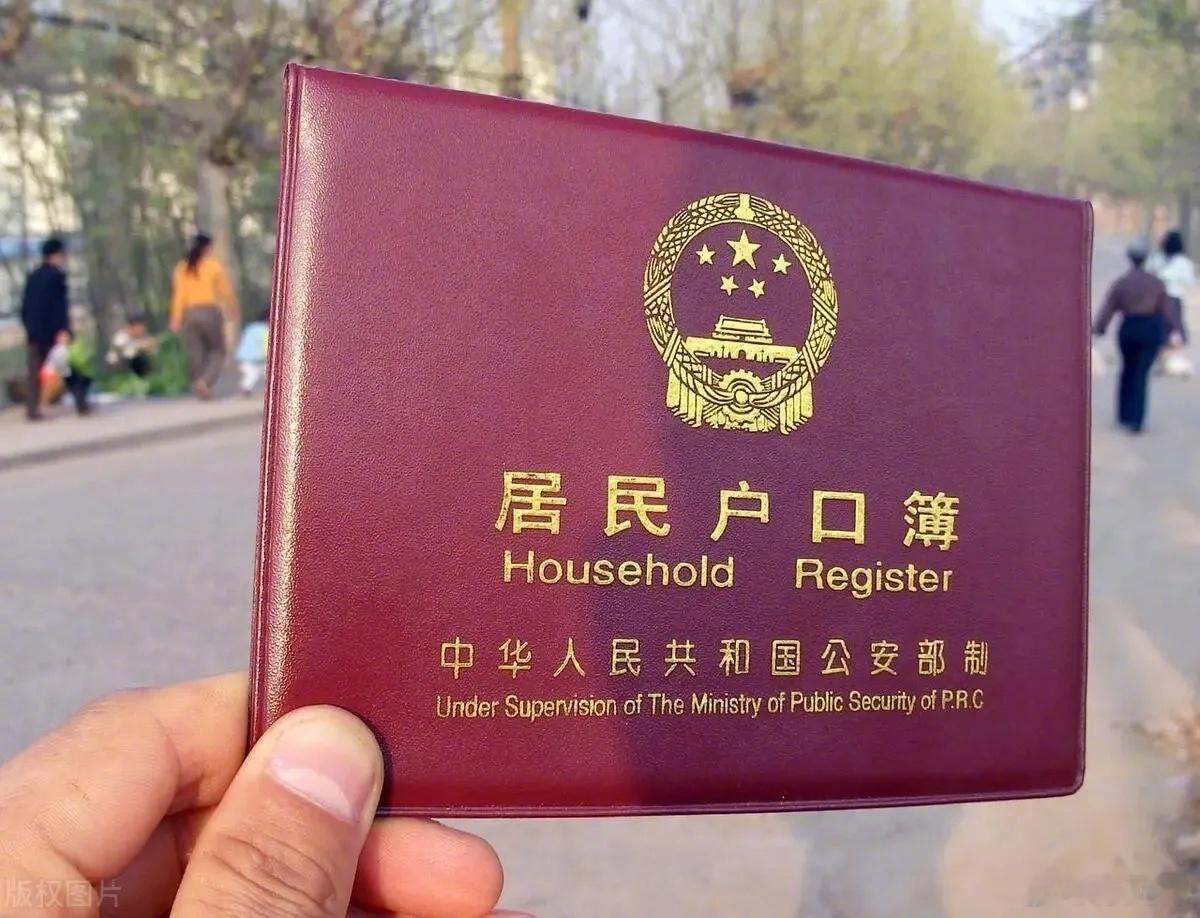 居民户口簿
Household Register
中华人民共和国公安部制
Under Supervision of The Ministry of Public Security of P.R.C
版权图片